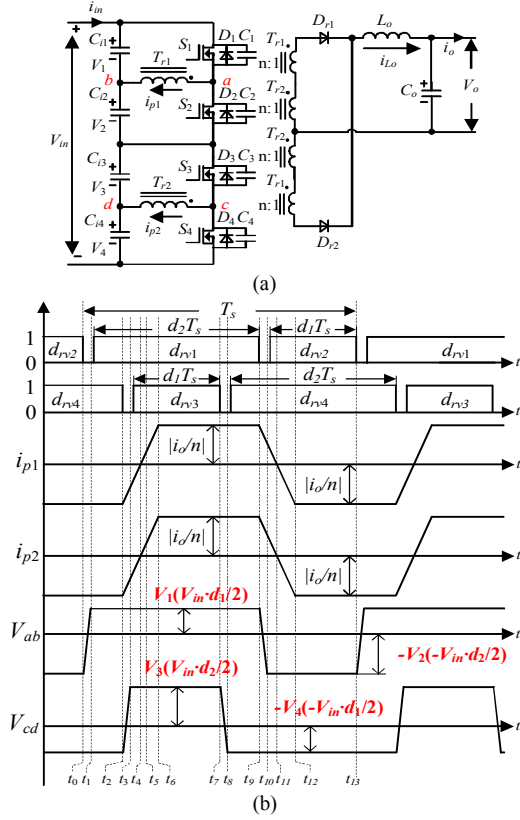 i_in
C_i1
V_1
b
T_r1
i_p1
S_1
D_1 C_1
a
C_i2
V_2
S_2
D_2 C_2
V_in
C_i3
V_3
d
T_r2
i_p2
S_3
D_3 C_3
c
C_i4
V_4
S_4
D_4 C_4
D_r1
T_r1
n:1
T_r2
n:1
T_r2
n:1
T_r1
n:1
D_r2
L_o
i_Lo
i_o
C_o
V_o
(a)
T_s
d_2T_s
d_1T_s
1
0
d_rv2
d_rv1
d_rv2
d_rv1
t
d_1T_s
d_2T_s
1
0
d_rv4
d_rv3
d_rv4
d_rv3
t
i_p1
|i_o/n|
|i_o/n|
t
i_p2
|i_o/n|
|i_o/n|
t
V_ab
V_1(V_in·d_1/2)
-V_2(-V_in·d_2/2)
t
V_cd
V_3(V_in·d_2/2)
-V_4(-V_in·d_1/2)
t
t_0 t_1 t_2 t_3 t_4 t_5 t_6 t_7 t_8 t_9 t_10 t_11 t_12 t_13
(b)